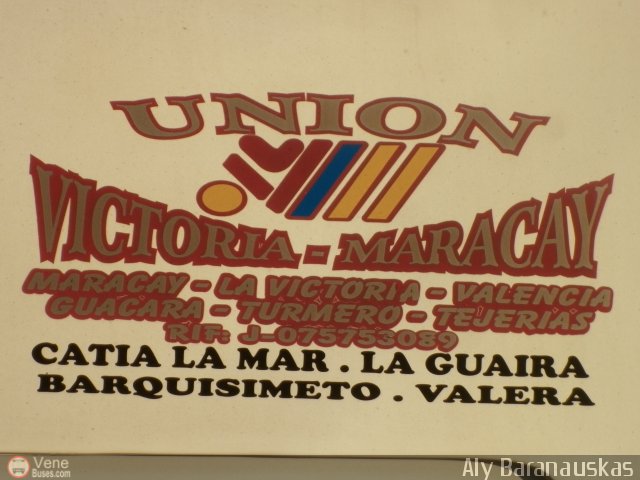 UNION
VICTORIA - MARACAY
MARACAY - LA VICTORIA - VALENCIA
GUACARA - TURMERO - TEJERIAS
RIF: J-075753089
CATIA LA MAR . LA GUAIRA
BARQUISIMETO . VALERA
Vene
Buses.com
Aly Baranauskas